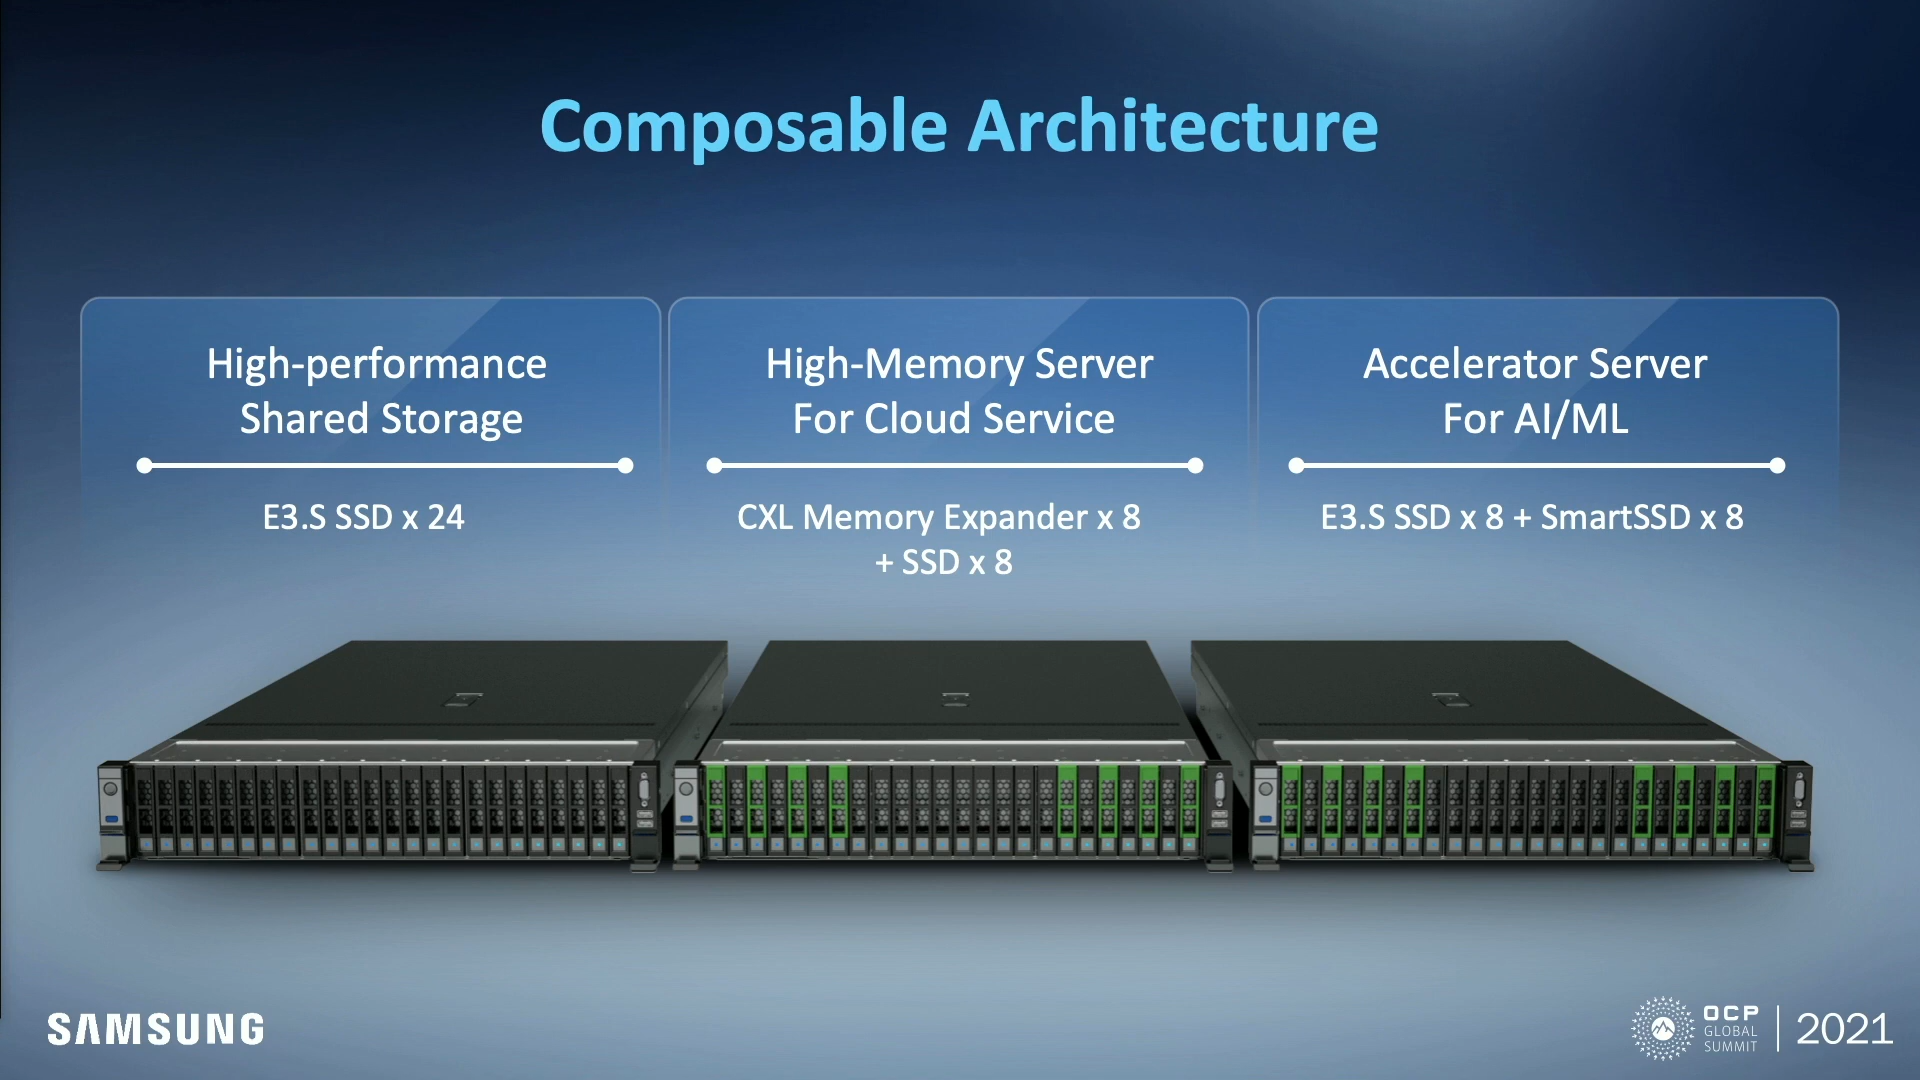 Composable Architecture
High-performance
Shared Storage
E3.S SSD x 24
High-Memory Server
For Cloud Service
CXL Memory Expander x 8
+ SSD x 8
Accelerator Server
For AI/ML
E3.S SSD x 8 + SmartSSD x 8
SAMSUNG
OCP
GLOBAL
SUMMIT
2021